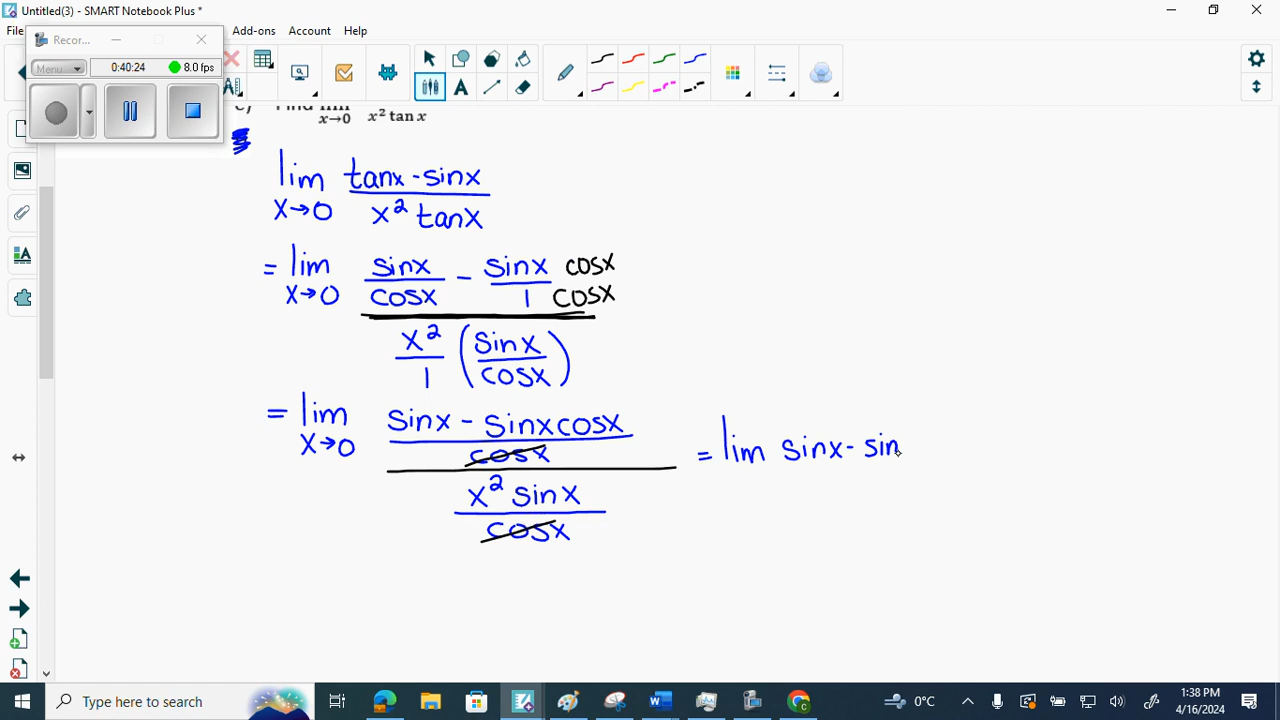 Untitled(3) - SMART Notebook Plus *
File
Add-ons Account Help
Recor...
Menu 0:40:24 8.0 fps
x→0 x² tan x
lim tanx - sinx
x→0 x² tanx
= lim sinx - sinx cosx
x→0 cosx 1 cosx
x² (sinx)
1 (cosx)
= lim sinx - sinxcosx
x→0 cosx
x² sinx
cosx
= lim sinx - sin
Type here to search
0°C
1:38 PM
4/16/2024